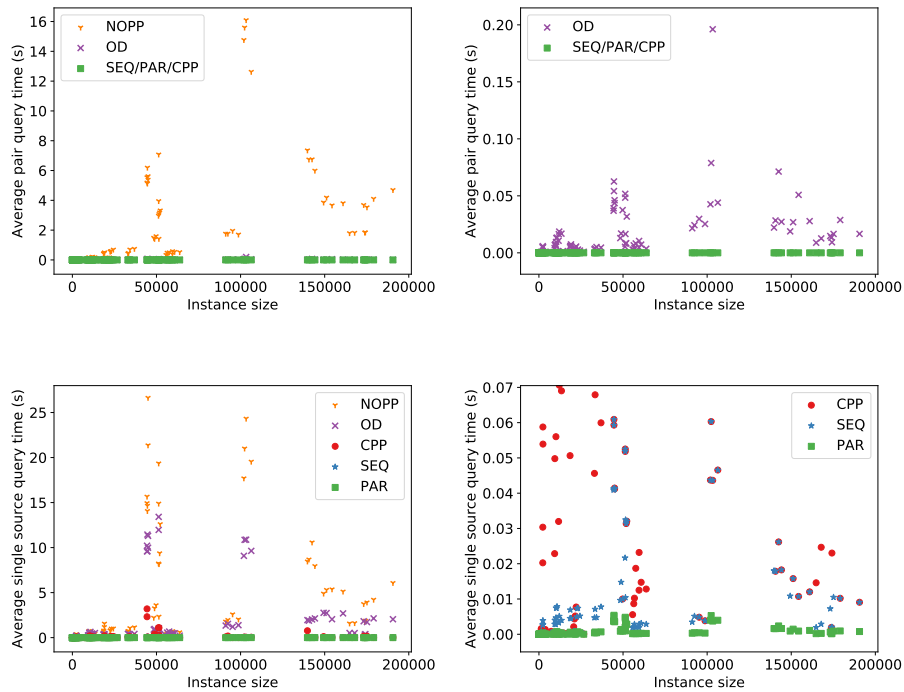 Average pair query time (s)
16
14
12
10
8
6
4
2
0
NOPP
OD
SEQ/PAR/CPP
0
50000
100000
150000
200000
Instance size
Average pair query time (s)
0.20
0.15
0.10
0.05
0.00
OD
SEQ/PAR/CPP
0
50000
100000
150000
200000
Instance size
Average single source query time (s)
25
20
15
10
5
0
NOPP
OD
CPP
SEQ
PAR
0
50000
100000
150000
200000
Instance size
Average single source query time (s)
0.07
0.06
0.05
0.04
0.03
0.02
0.01
0.00
CPP
SEQ
PAR
0
50000
100000
150000
200000
Instance size